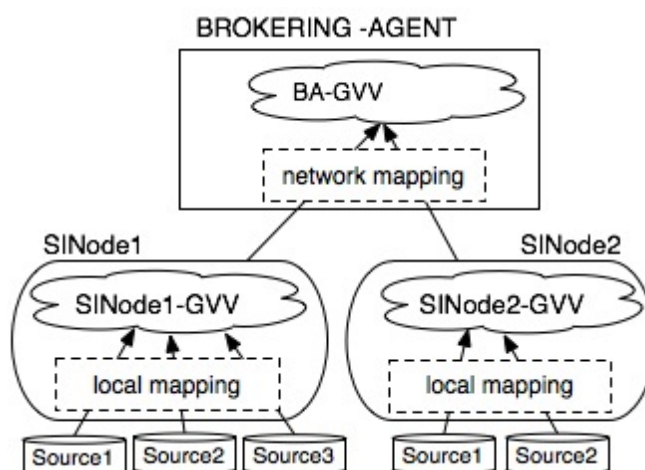 BROKERING -AGENT
BA-GVV
network mapping
SINode1
SINode2
SINode1-GVV
SINode2-GVV
local mapping
local mapping
Source1
Source2
Source3
Source1
Source2